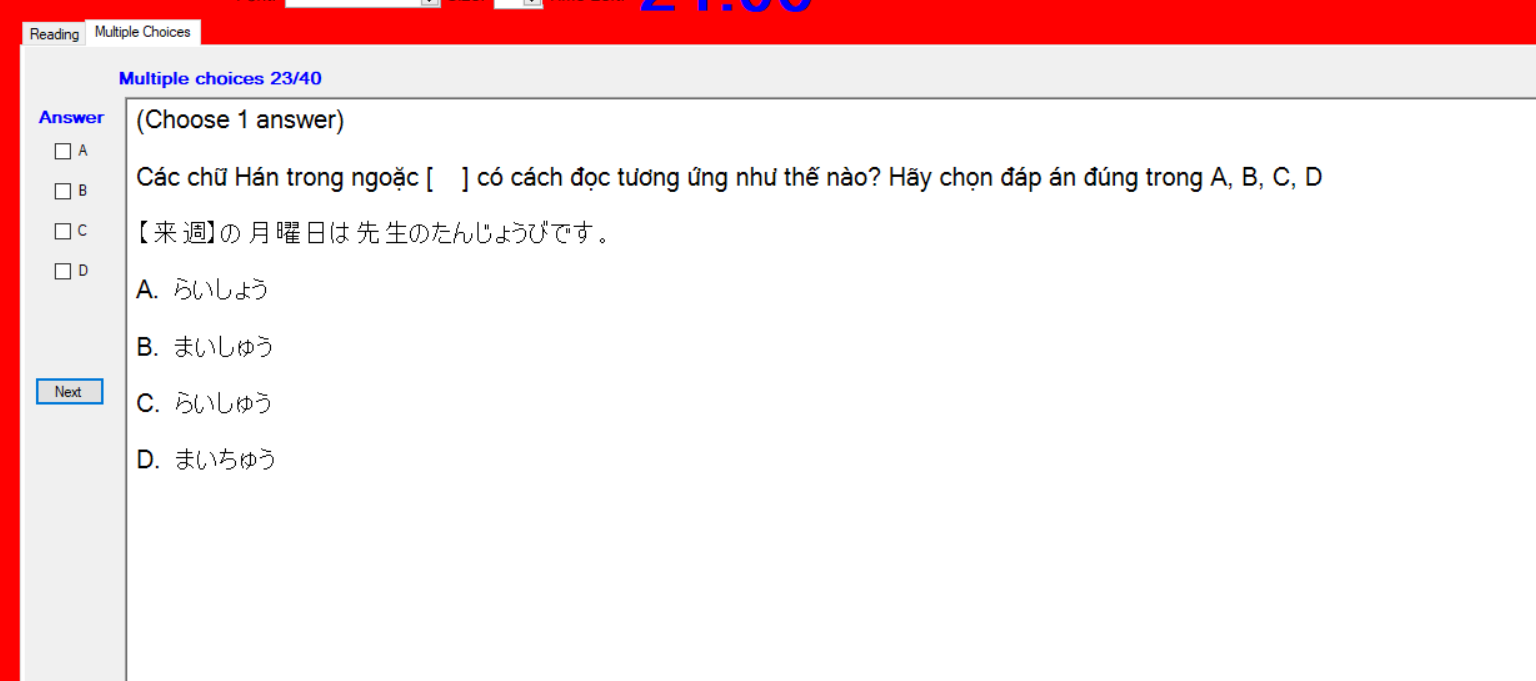 Reading Multiple Choices
Multiple choices 23/40
Answer
(Choose 1 answer)
A
B
C
D
Next
Các chữ Hán trong ngoặc [ ] có cách đọc tương ứng như thế nào? Hãy chọn đáp án đúng trong A, B, C, D
【来週】の月曜日は先生のたんじょうびです。
A. らいしょう
B. まいしゅう
C. らいしゅう
D. まいちゅう